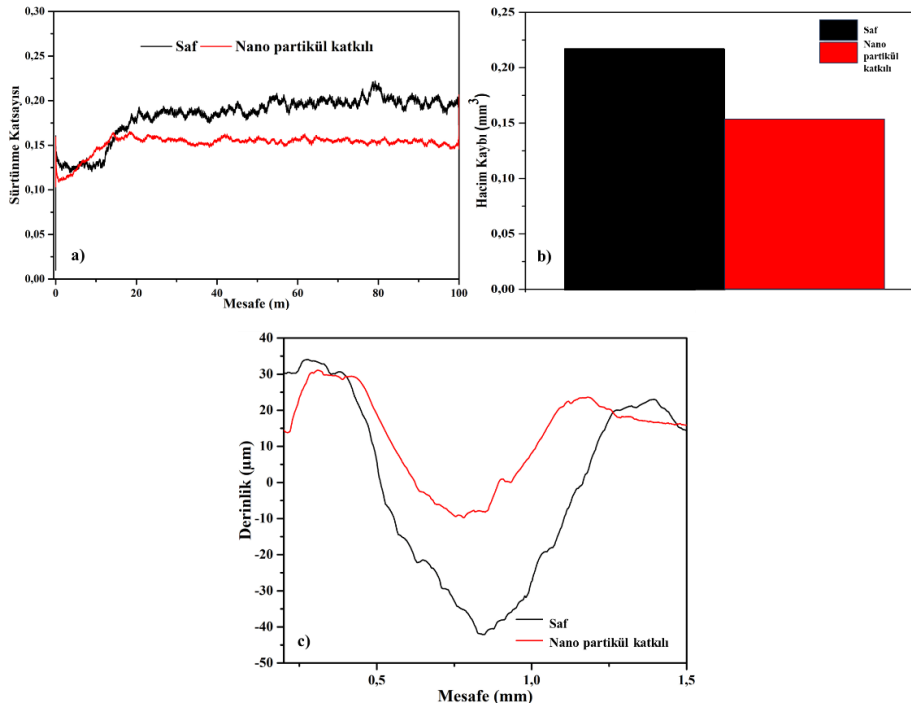 0,30
0,25
0,20
0,15
0,10
0,05
0,00
Sürtünme Katsayısı
Saf
Nano partikül katkılı
a)
0
20
40
60
80
100
Mesafe (m)
0,25
0,20
0,15
0,10
0,05
0,00
Hacim Kaybı (mm³)
Saf
Nano
partikül
katkılı
b)
40
30
20
10
0
-10
-20
-30
-40
-50
Derinlik (μm)
Saf
Nano partikül katkılı
c)
0,5
1,0
1,5
Mesafe (mm)